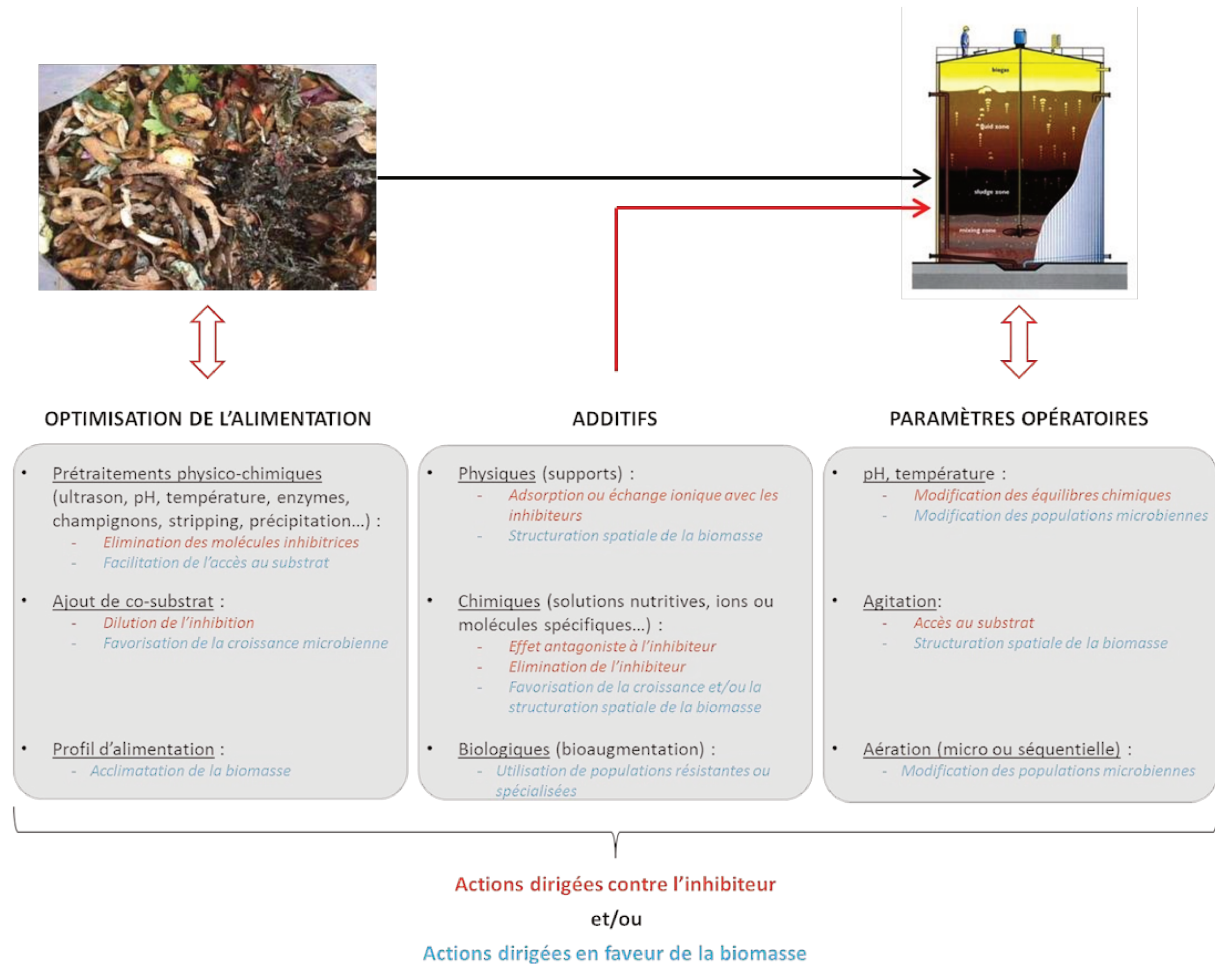 biogas
fluid zone
sludge zone
mixing zone
OPTIMISATION DE L'ALIMENTATION
• Prétraitements physico-chimiques
(ultrason, pH, température, enzymes,
champignons, stripping, précipitation…) :
- Elimination des molécules inhibitrices
- Facilitation de l'accès au substrat
• Ajout de co-substrat :
- Dilution de l'inhibition
- Favorisation de la croissance microbienne
• Profil d'alimentation :
- Acclimatation de la biomasse
ADDITIFS
• Physiques (supports) :
- Adsorption ou échange ionique avec les
inhibiteurs
- Structuration spatiale de la biomasse
• Chimiques (solutions nutritives, ions ou
molécules spécifiques…) :
- Effet antagoniste à l'inhibiteur
- Elimination de l'inhibiteur
- Favorisation de la croissance et/ou la
structuration spatiale de la biomasse
• Biologiques (bioaugmentation) :
- Utilisation de populations résistantes ou
spécialisées
PARAMÈTRES OPÉRATOIRES
• pH, température :
- Modification des équilibres chimiques
- Modification des populations microbiennes
• Agitation:
- Accès au substrat
- Structuration spatiale de la biomasse
• Aération (micro ou séquentielle) :
- Modification des populations microbiennes
Actions dirigées contre l'inhibiteur
et/ou
Actions dirigées en faveur de la biomasse